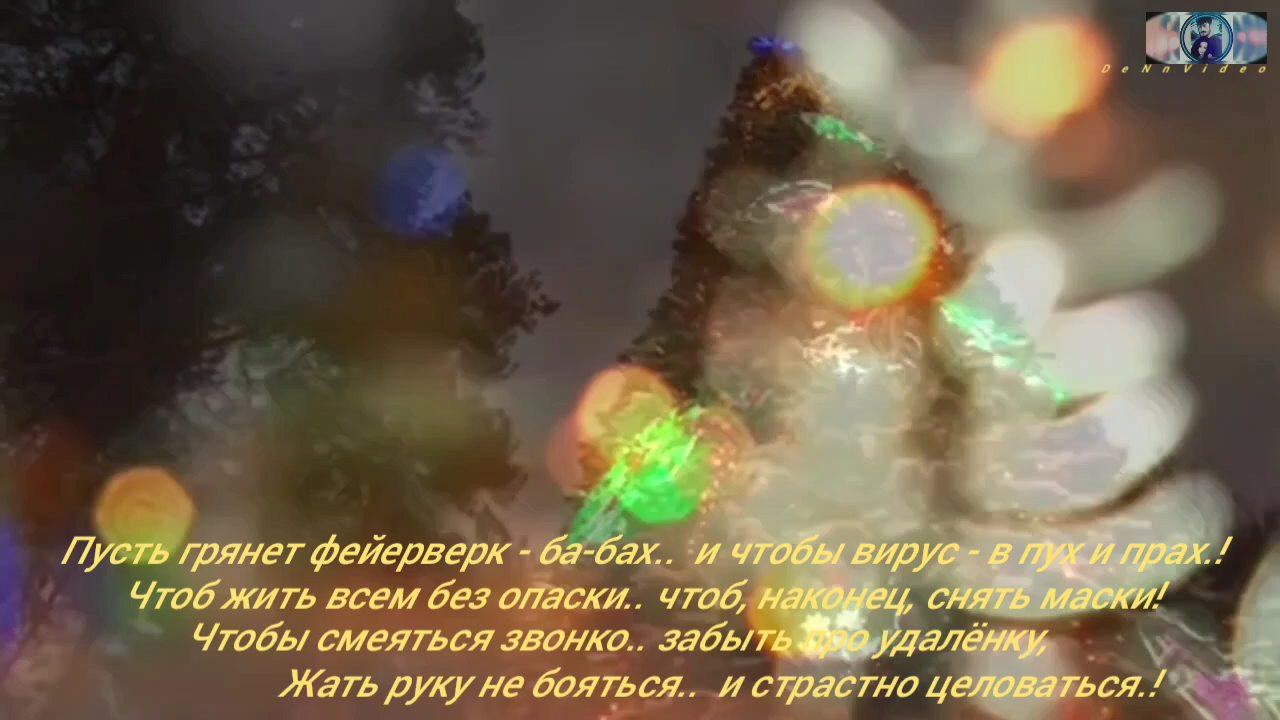 DeNnVideo
Пусть грянет фейерверк - ба-бах.. и чтобы вирус - в пух и прах.!
Чтоб жить всем без опаски.. чтоб, наконец, снять маски!
Чтобы смеяться звонко.. забыть про удалёнку,
Жать руку не бояться.. и страстно целоваться.!